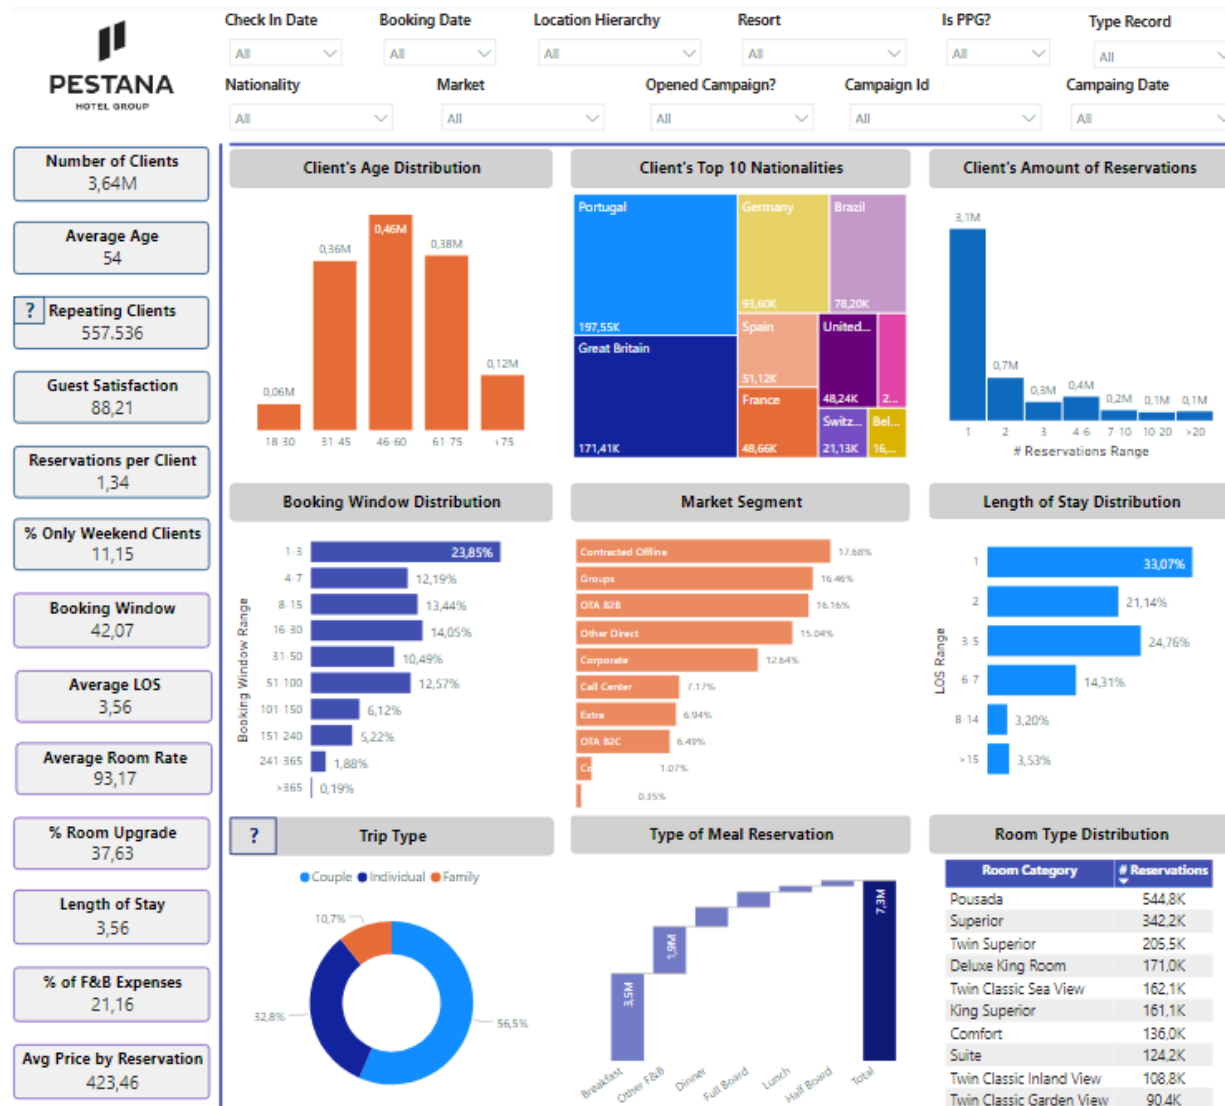 PESTANA
HOTEL GROUP
Check In Date
All
Booking Date
All
Location Hierarchy
All
Resort
All
Is PPG?
All
Type Record
All
Nationality
All
Market
All
Opened Campaign?
All
Campaign Id
All
Campaing Date
All
Number of Clients
3,64M
Average Age
54
?
Repeating Clients
557.536
Guest Satisfaction
88,21
Reservations per Client
1,34
% Only Weekend Clients
11,15
Booking Window
42,07
Average LOS
3,56
Average Room Rate
93,17
% Room Upgrade
37,63
Length of Stay
3,56
% of F&B Expenses
21,16
Avg Price by Reservation
423,46
Client's Age Distribution
0,06M
0,36M
0,46M
0,38M
0,12M
18-30
31-45
46-60
61-75
+75
Client's Top 10 Nationalities
Portugal
197,55K
Great Britain
171,41K
Germany
93,60K
Brazil
78,20K
Spain
51,12K
France
48,66K
United...
48,24K
2...
Switz...
21,13K
Bel...
16,...
Client's Amount of Reservations
3,1M
0,7M
0,3M
0,4M
0,2M
0,1M
0,1M
1
2
3
4-6
7-10
10-20
>20
# Reservations Range
Booking Window Distribution
Booking Window Range
1-3
23,85%
4-7
12,19%
8-15
13,44%
16-30
14,05%
31-50
10,49%
51-100
12,57%
101-150
6,12%
151-240
5,22%
241-365
1,88%
>365
0,19%
Market Segment
Contracted Offline
17.68%
Groups
16.46%
OTA B2B
16.16%
Other Direct
15.04%
Corporate
12.64%
Call Center
7.17%
Extra
6.94%
OTA B2C
6.49%
Co
1.07%
0.35%
Length of Stay Distribution
LOS Range
1
33,07%
2
21,14%
3-5
24,76%
6-7
14,31%
8-14
3,20%
>15
3,53%
?
Trip Type
Couple
Individual
Family
10,7%
32,8%
56,5%
Type of Meal Reservation
3,5M
1,9M
7,3M
Breakfast
Other F&B
Dinner
Full Board
Lunch
Half Board
Total
Room Type Distribution
Room Category # Reservations
Pousada 544,8K
Superior 342,2K
Twin Superior 205,5K
Deluxe King Room 171,0K
Twin Classic Sea View 162,1K
King Superior 161,1K
Comfort 136,0K
Suite 124,2K
Twin Classic Inland View 108,8K
Twin Classic Garden View 90,4K